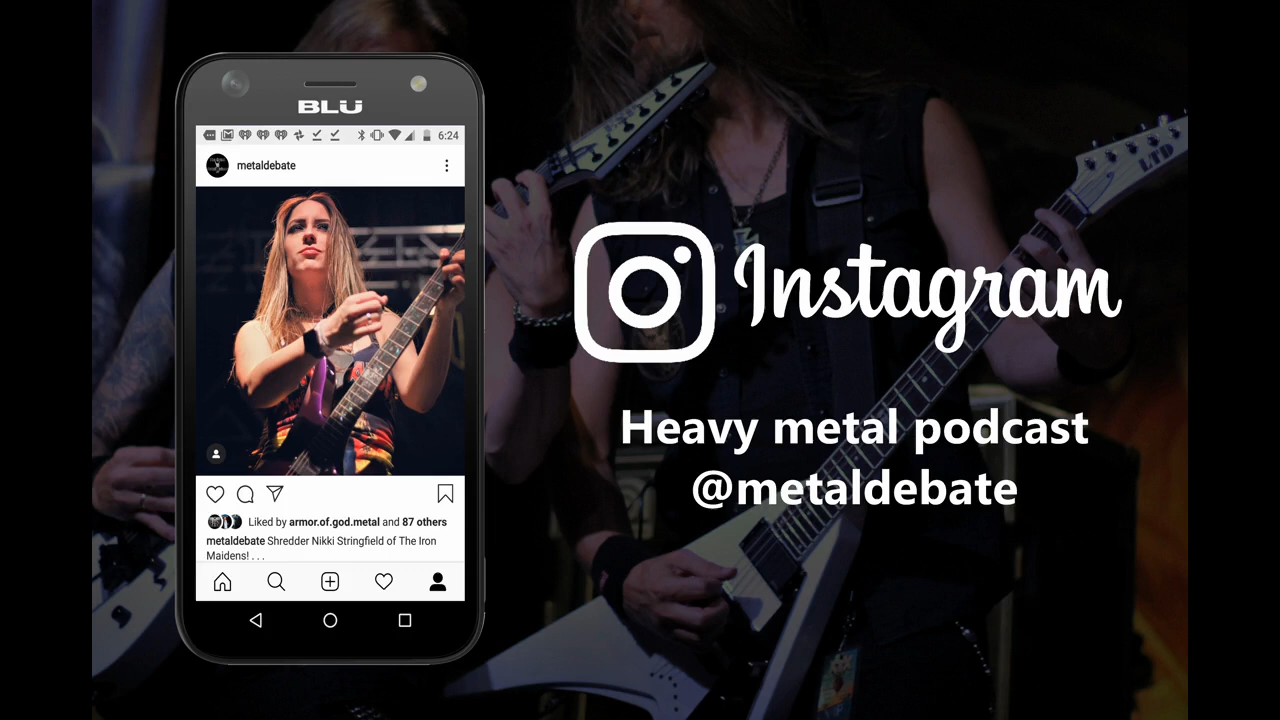 BLU
6:24
metaldebate
LTD
Instagram
Heavy metal podcast
@metaldebate
Liked by armor.of.god.metal and 87 others
metaldebate Shredder Nikki Stringfield of The Iron
Maidens! . . .